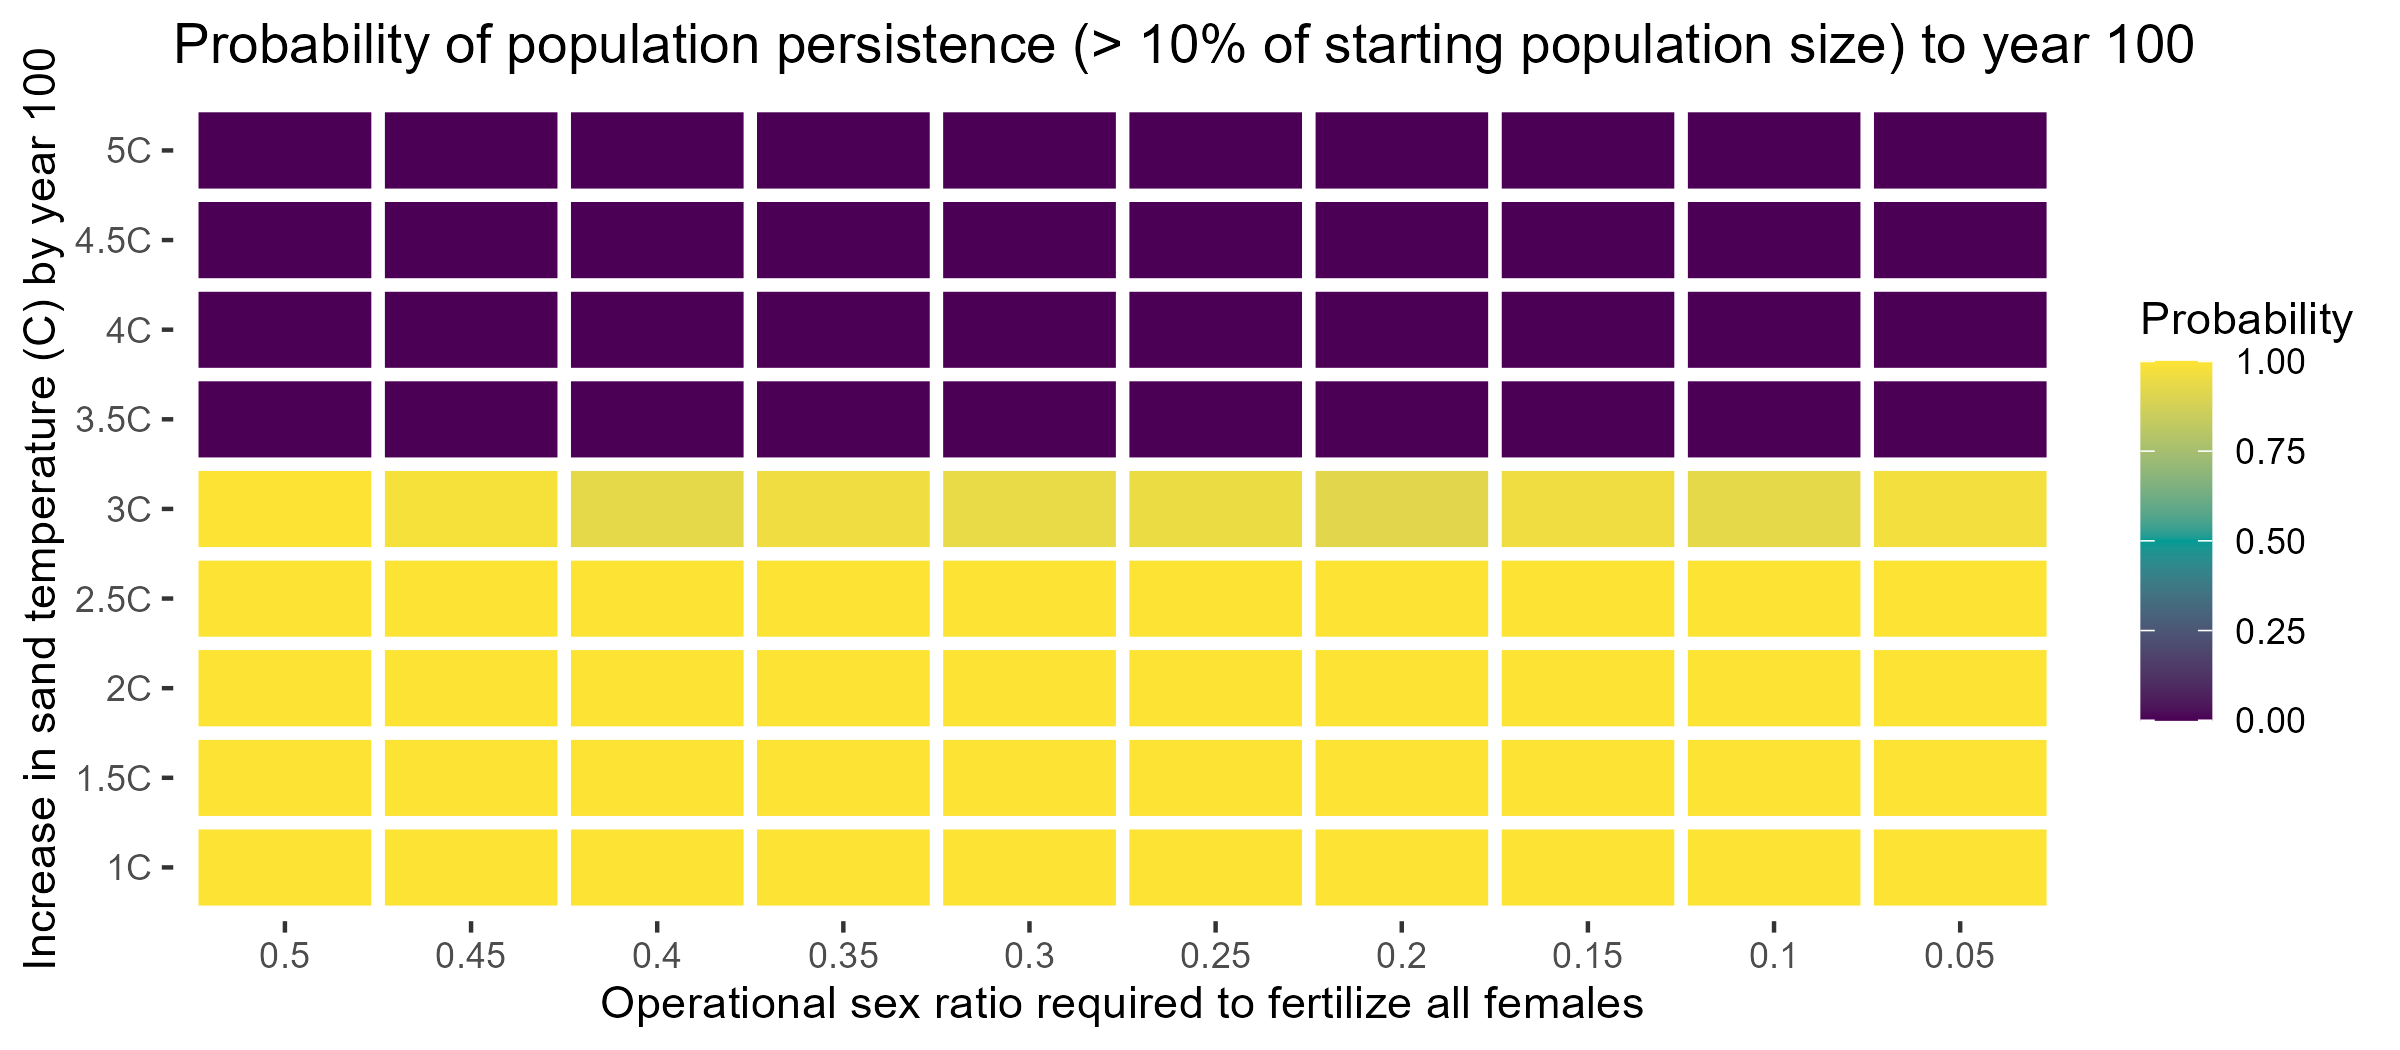 Probability of population persistence (> 10% of starting population size) to year 100
Increase in sand temperature (C) by year 100
5C
4.5C
4C
3.5C
3C
2.5C
2C
1.5C
1C
0.5 0.45 0.4 0.35 0.3 0.25 0.2 0.15 0.1 0.05
Operational sex ratio required to fertilize all females
Probability
1.00
0.75
0.50
0.25
0.00